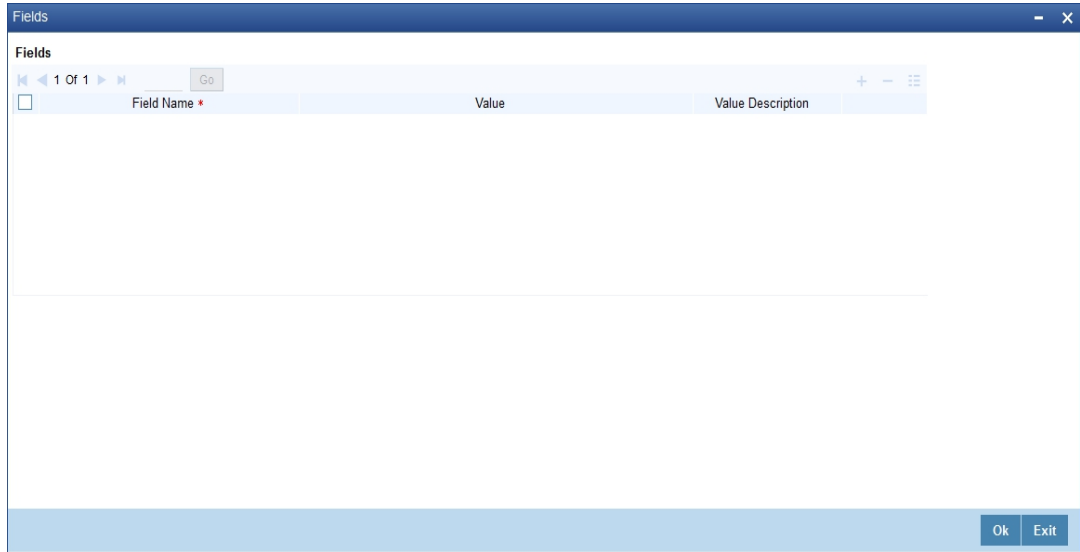 Fields
Fields
1 Of 1 Go
Field Name * Value Value Description
Ok Exit